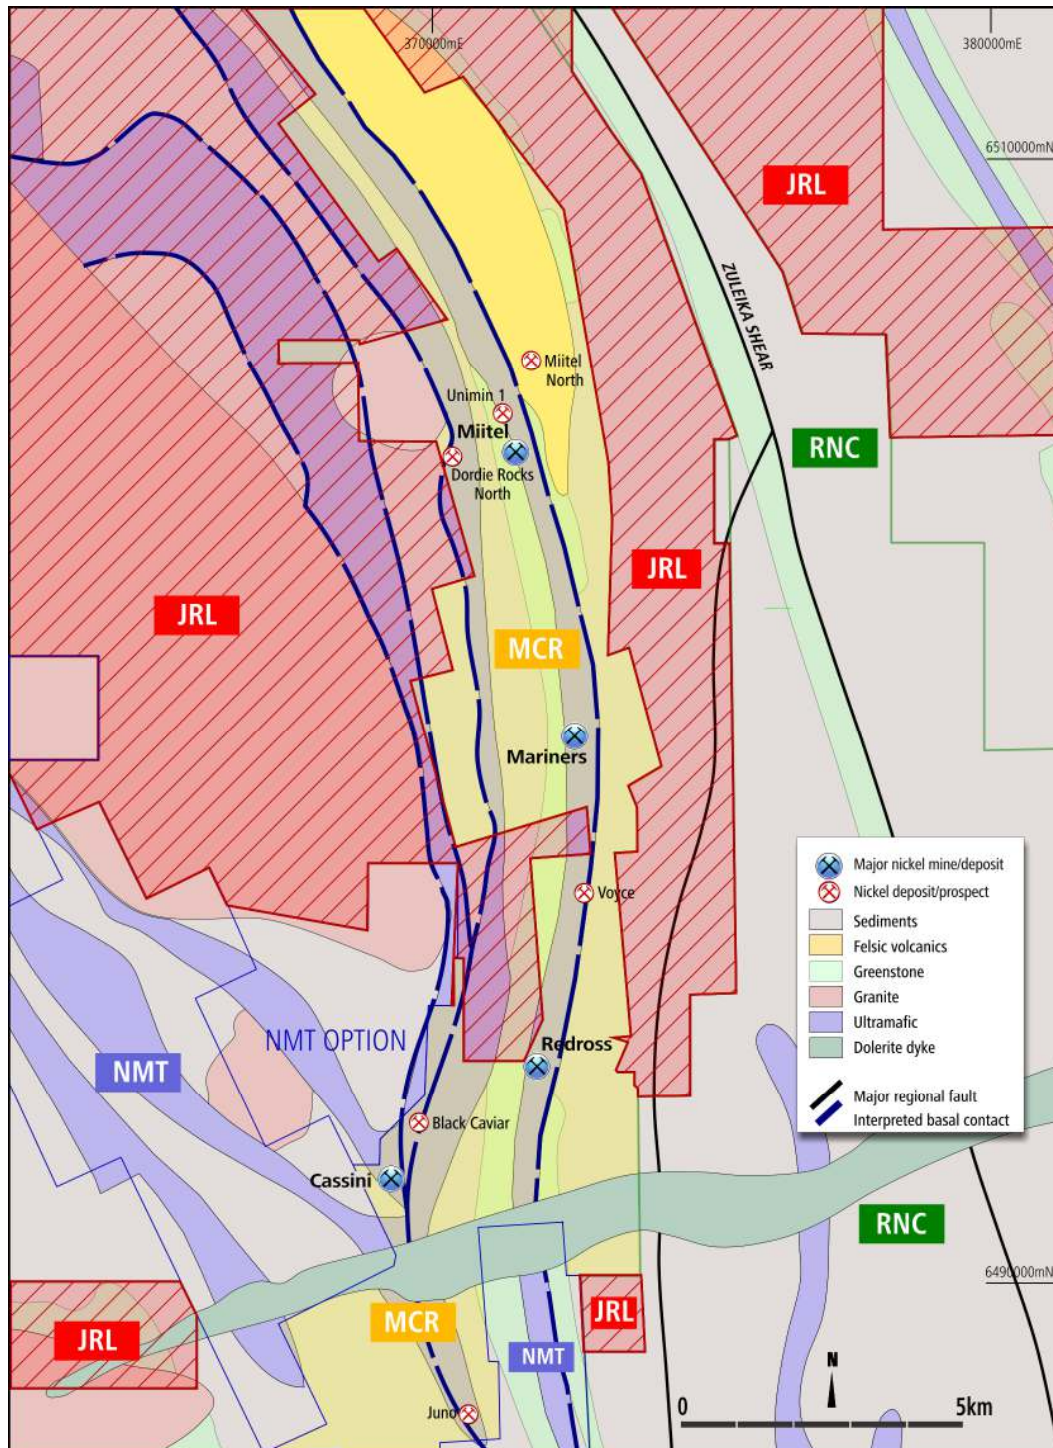 370000mE
380000mE
6510000mN
JRL
ZULEIKA SHEAR
Miitel
North
Unimin 1
Miitel
RNC
Dordie Rocks
North
JRL
JRL
MCR
Mariners
Major nickel mine/deposit
Nickel deposit/prospect
Sediments
Felsic volcanics
Greenstone
Granite
Ultramafic
Dolerite dyke
Major regional fault
Interpreted basal contact
Voyce
NMT OPTION
Redross
NMT
Black Caviar
Cassini
RNC
6490000mN
JRL
MCR
JRL
NMT
N
Juno
0
5km